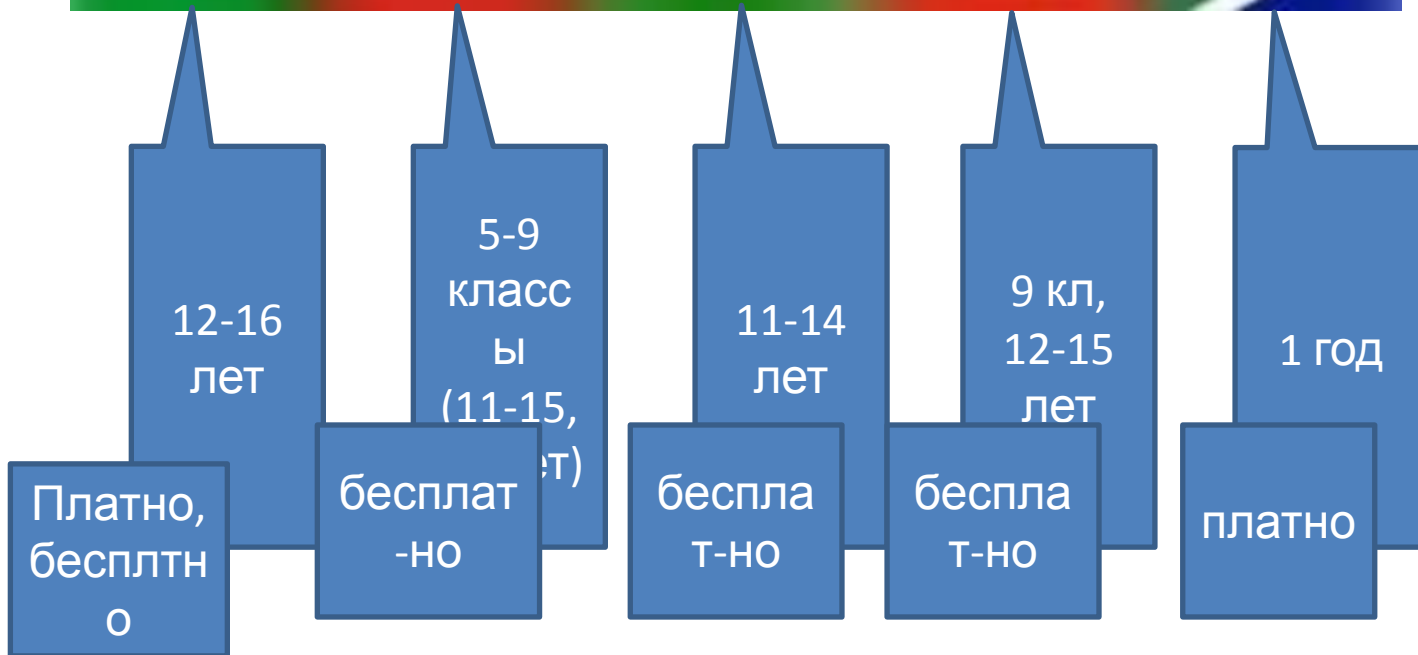 12-16
лет
Платно,
бесплтн
о
5-9
класс
ы
(11-15,
ет)
бесплат
-но
11-14
лет
беспла
т-но
9 кл,
12-15
лет
беспла
т-но
1 год
платно